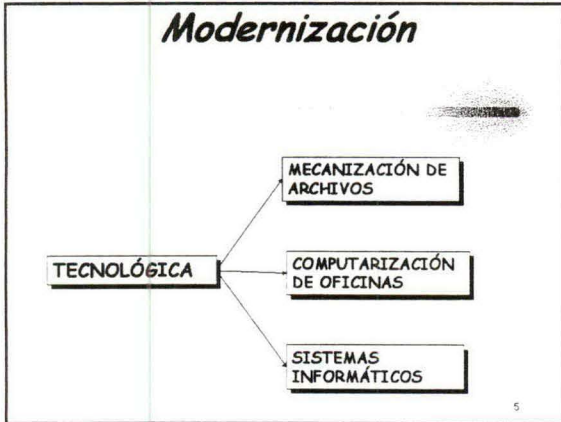 Modernización
MECANIZACIÓN DE
ARCHIVOS
TECNOLÓGICA
COMPUTARIZACIÓN
DE OFICINAS
SISTEMAS
INFORMÁTICOS
5